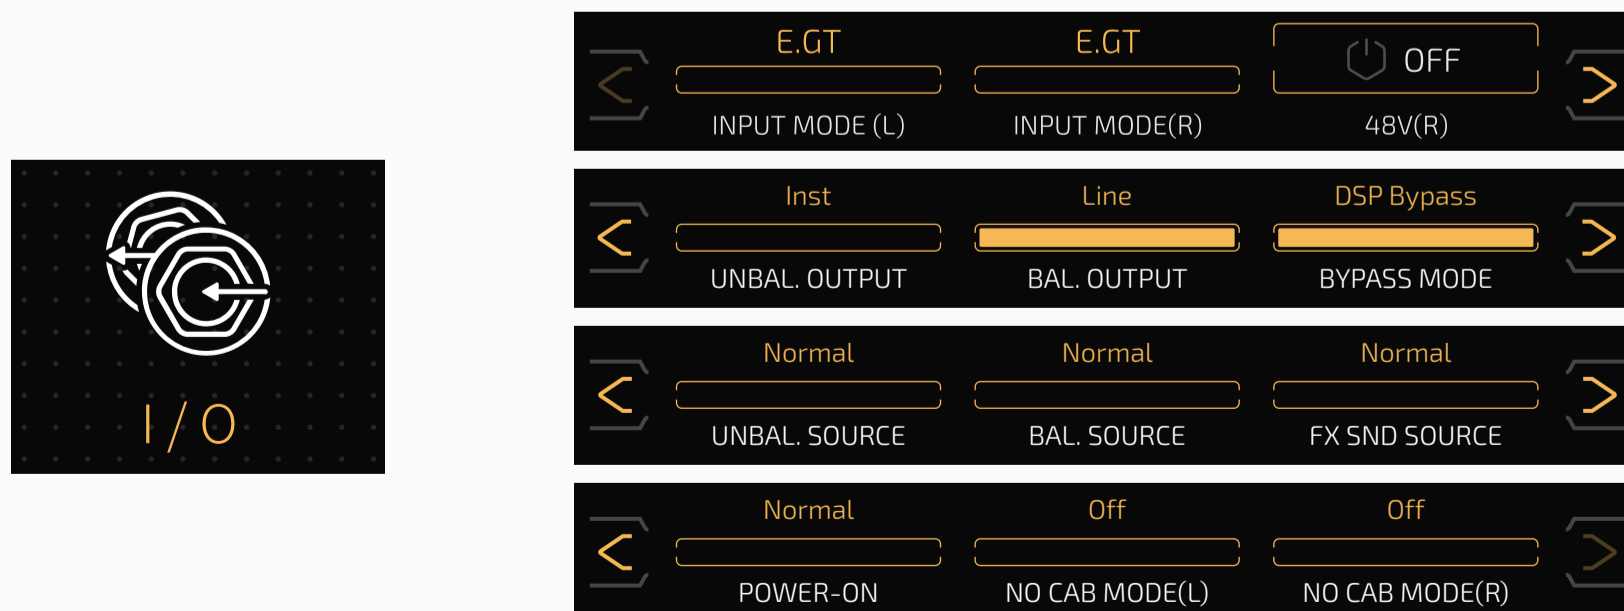 E.GT E.GT OFF
INPUT MODE (L) INPUT MODE(R) 48V(R)
Inst Line DSP Bypass
UNBAL. OUTPUT BAL. OUTPUT BYPASS MODE
I/O
Normal Normal Normal
UNBAL. SOURCE BAL. SOURCE FX SND SOURCE
Normal Off Off
POWER-ON NO CAB MODE(L) NO CAB MODE(R)